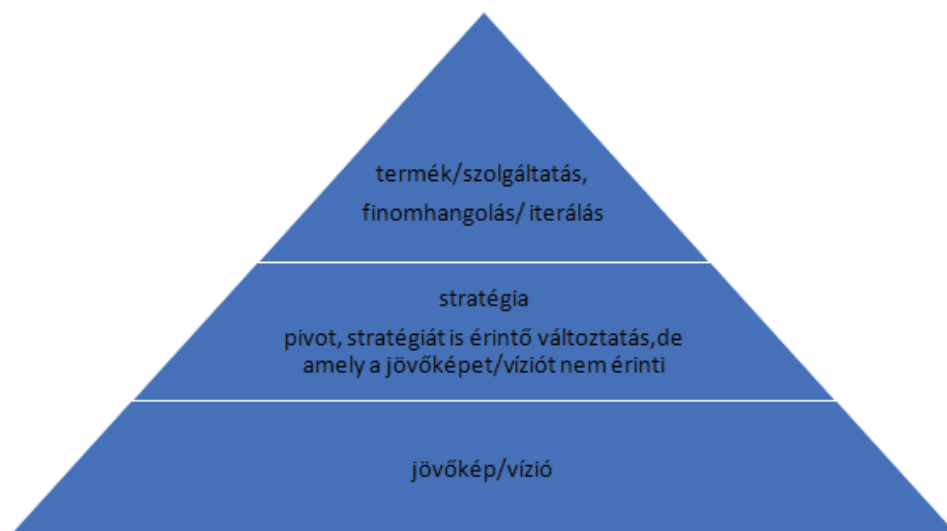 termék/szolgáltatás,
finomhangolás/ iterálás
stratégia
pivot, stratégiát is érintő változtatás,de
amely a jövőképet/víziót nem érinti
jövőkép/vízió